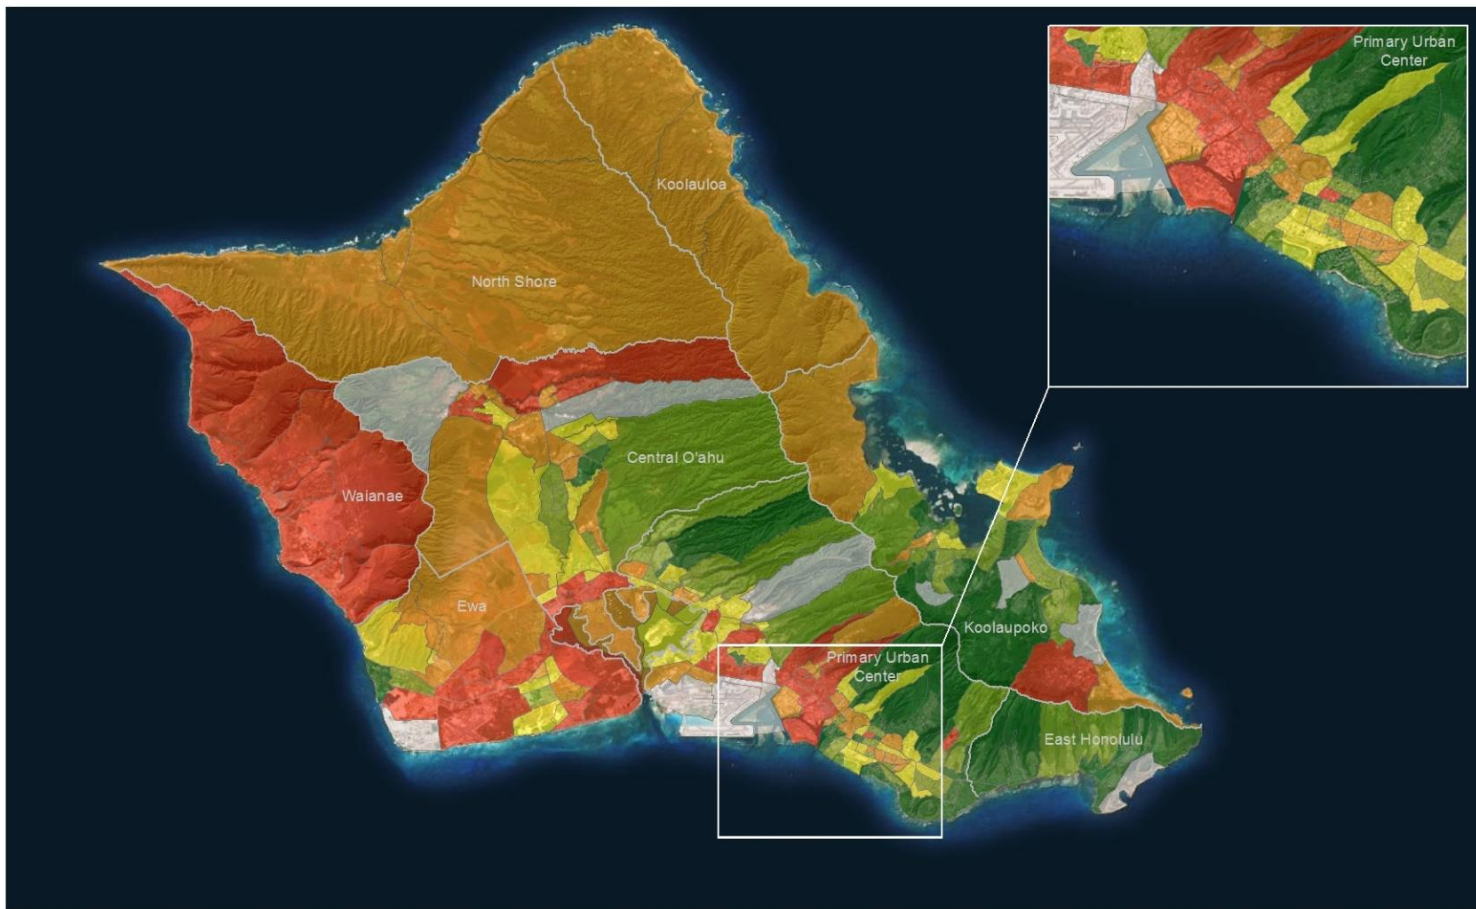 Primary Urban
Center
Koolauloa
North Shore
Central O'ahu
Waianae
Ewa
Koolaupoko
Primary Urban
Center
East Honolulu